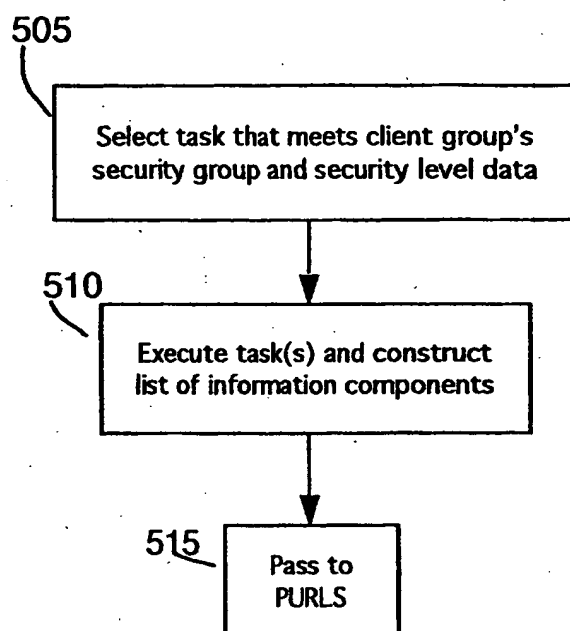 505
Select task that meets client group's
security group and security level data
510
Execute task(s) and construct
list of information components
515
Pass to
PURLS